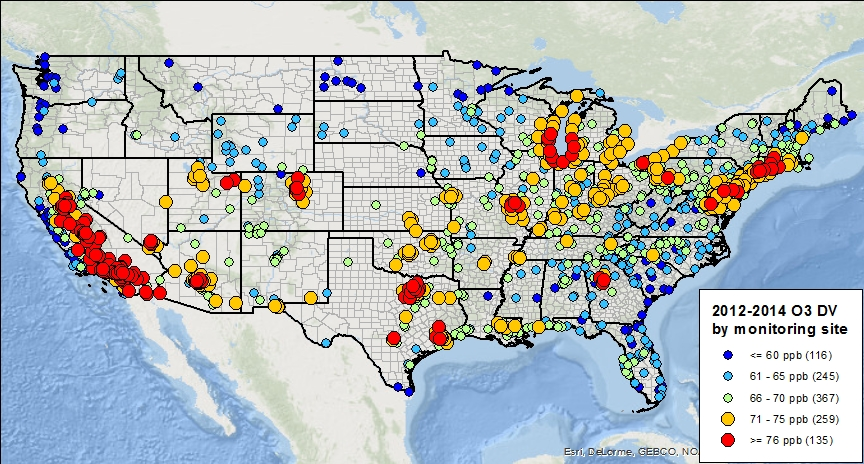 2012-2014 O3 DV
by monitoring site
<= 60 ppb (116)
61 - 65 ppb (245)
66 - 70 ppb (367)
71 - 75 ppb (259)
>= 76 ppb (135)
Esri, DeLorme, GEBCO, NO